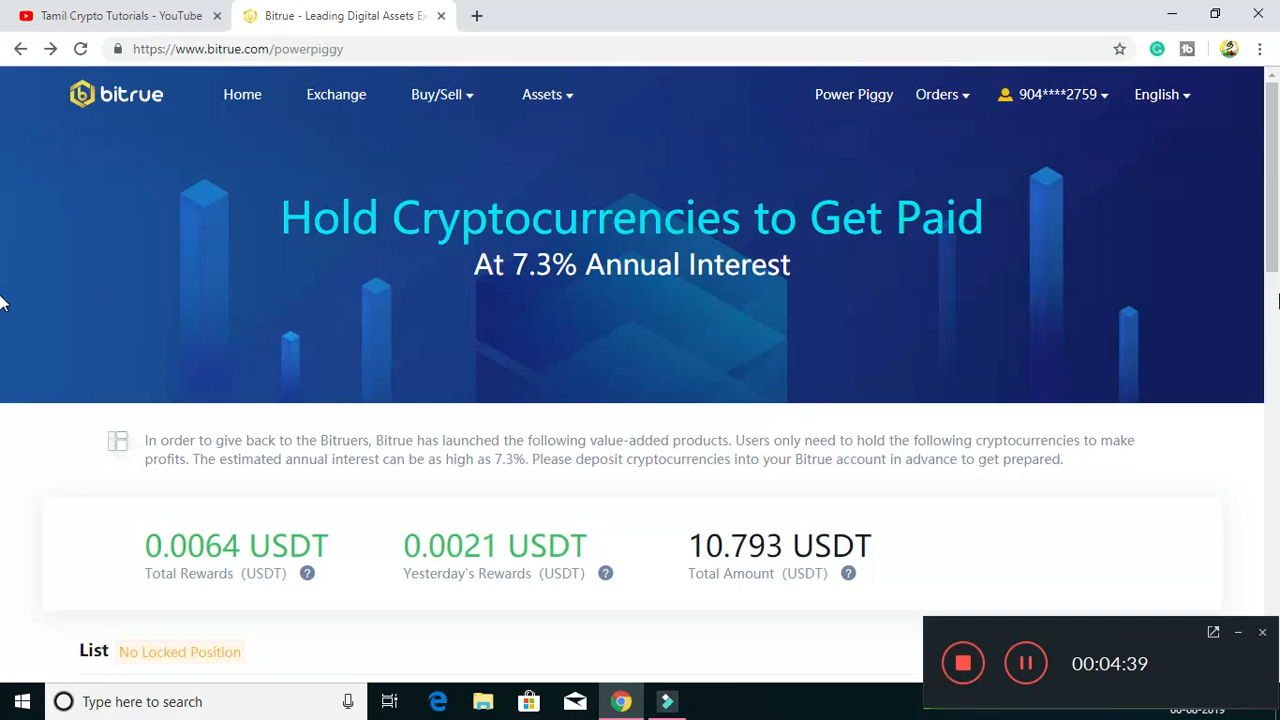 Tamil Crypto Tutorials - YouTube
Bitrue - Leading Digital Assets Ex
https://www.bitrue.com/powerpiggy
bitrue
Home
Exchange
Buy/Sell
Assets
Power Piggy
Orders
904****2759
English
Hold Cryptocurrencies to Get Paid
At 7.3% Annual Interest
In order to give back to the Bitruers, Bitrue has launched the following value-added products. Users only need to hold the following cryptocurrencies to make
profits. The estimated annual interest can be as high as 7.3%. Please deposit cryptocurrencies into your Bitrue account in advance to get prepared.
0.0064 USDT
0.0021 USDT
10.793 USDT
Total Rewards (USDT) ?
Yesterday's Rewards (USDT) ?
Total Amount (USDT) ?
List No Locked Position
00:04:39
Type here to search